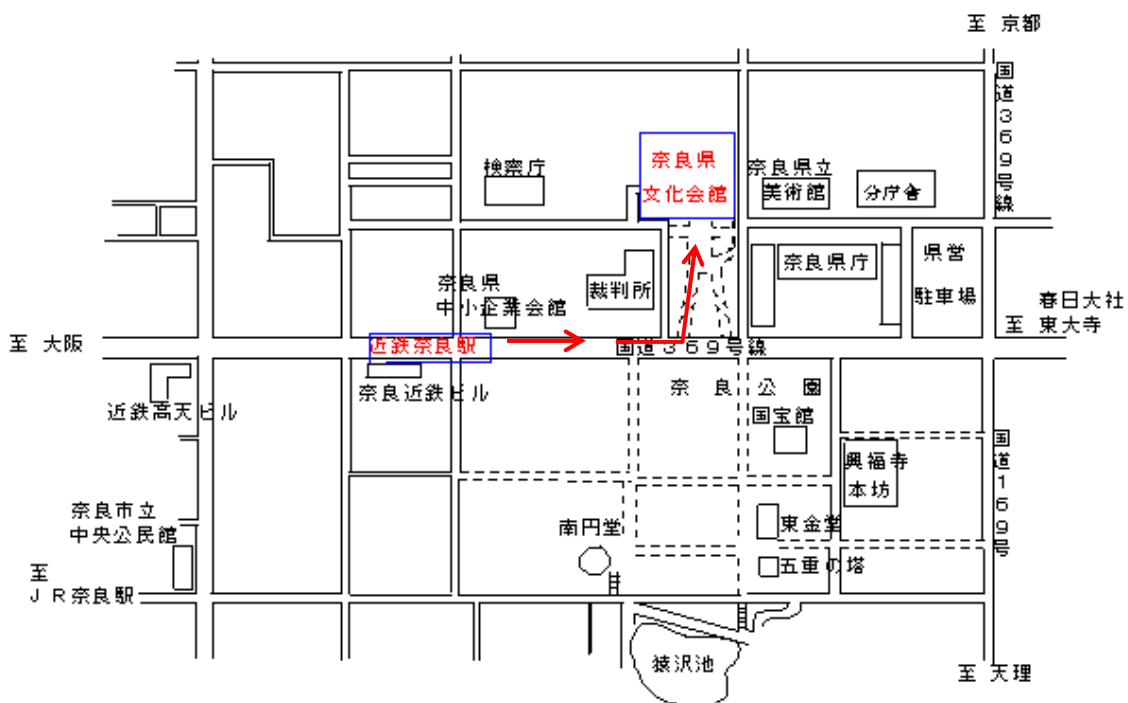 至 京都
国道369号線
奈良県
文化会館
検察庁
奈良県立
美術館
分庁舎
奈良県庁
県営
駐車場
奈良県
中小企業会館
裁判所
春日大社
至 東大寺
至 大阪
近鉄奈良駅
国道369号線
奈良近鉄ビル
近鉄高天ビル
奈良公園
国宝館
興福寺
本坊
国道169号
奈良市立
中央公民館
南円堂
東金堂
五重の塔
至
JR奈良駅
猿沢池
至 天理